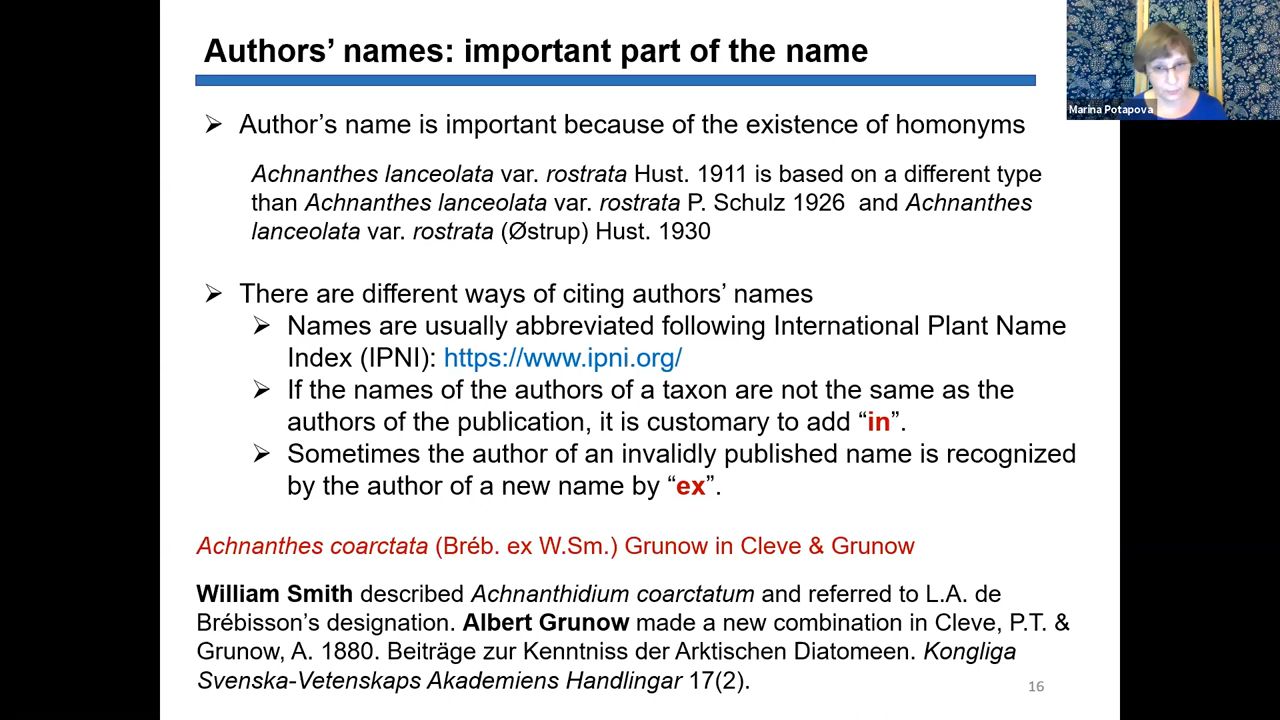 Authors’ names: important part of the name
Marina Potapova
➢ Author’s name is important because of the existence of homonyms
Achnanthes lanceolata var. rostrata Hust. 1911 is based on a different type
than Achnanthes lanceolata var. rostrata P. Schulz 1926 and Achnanthes
lanceolata var. rostrata (Østrup) Hust. 1930
➢ There are different ways of citing authors’ names
➢ Names are usually abbreviated following International Plant Name
Index (IPNI): https://www.ipni.org/
➢ If the names of the authors of a taxon are not the same as the
authors of the publication, it is customary to add “in”.
➢ Sometimes the author of an invalidly published name is recognized
by the author of a new name by “ex”.
Achnanthes coarctata (Bréb. ex W.Sm.) Grunow in Cleve & Grunow
William Smith described Achnanthidium coarctatum and referred to L.A. de
Brébisson’s designation. Albert Grunow made a new combination in Cleve, P.T. &
Grunow, A. 1880. Beiträge zur Kenntniss der Arktischen Diatomeen. Kongliga
Svenska-Vetenskaps Akademiens Handlingar 17(2).
16